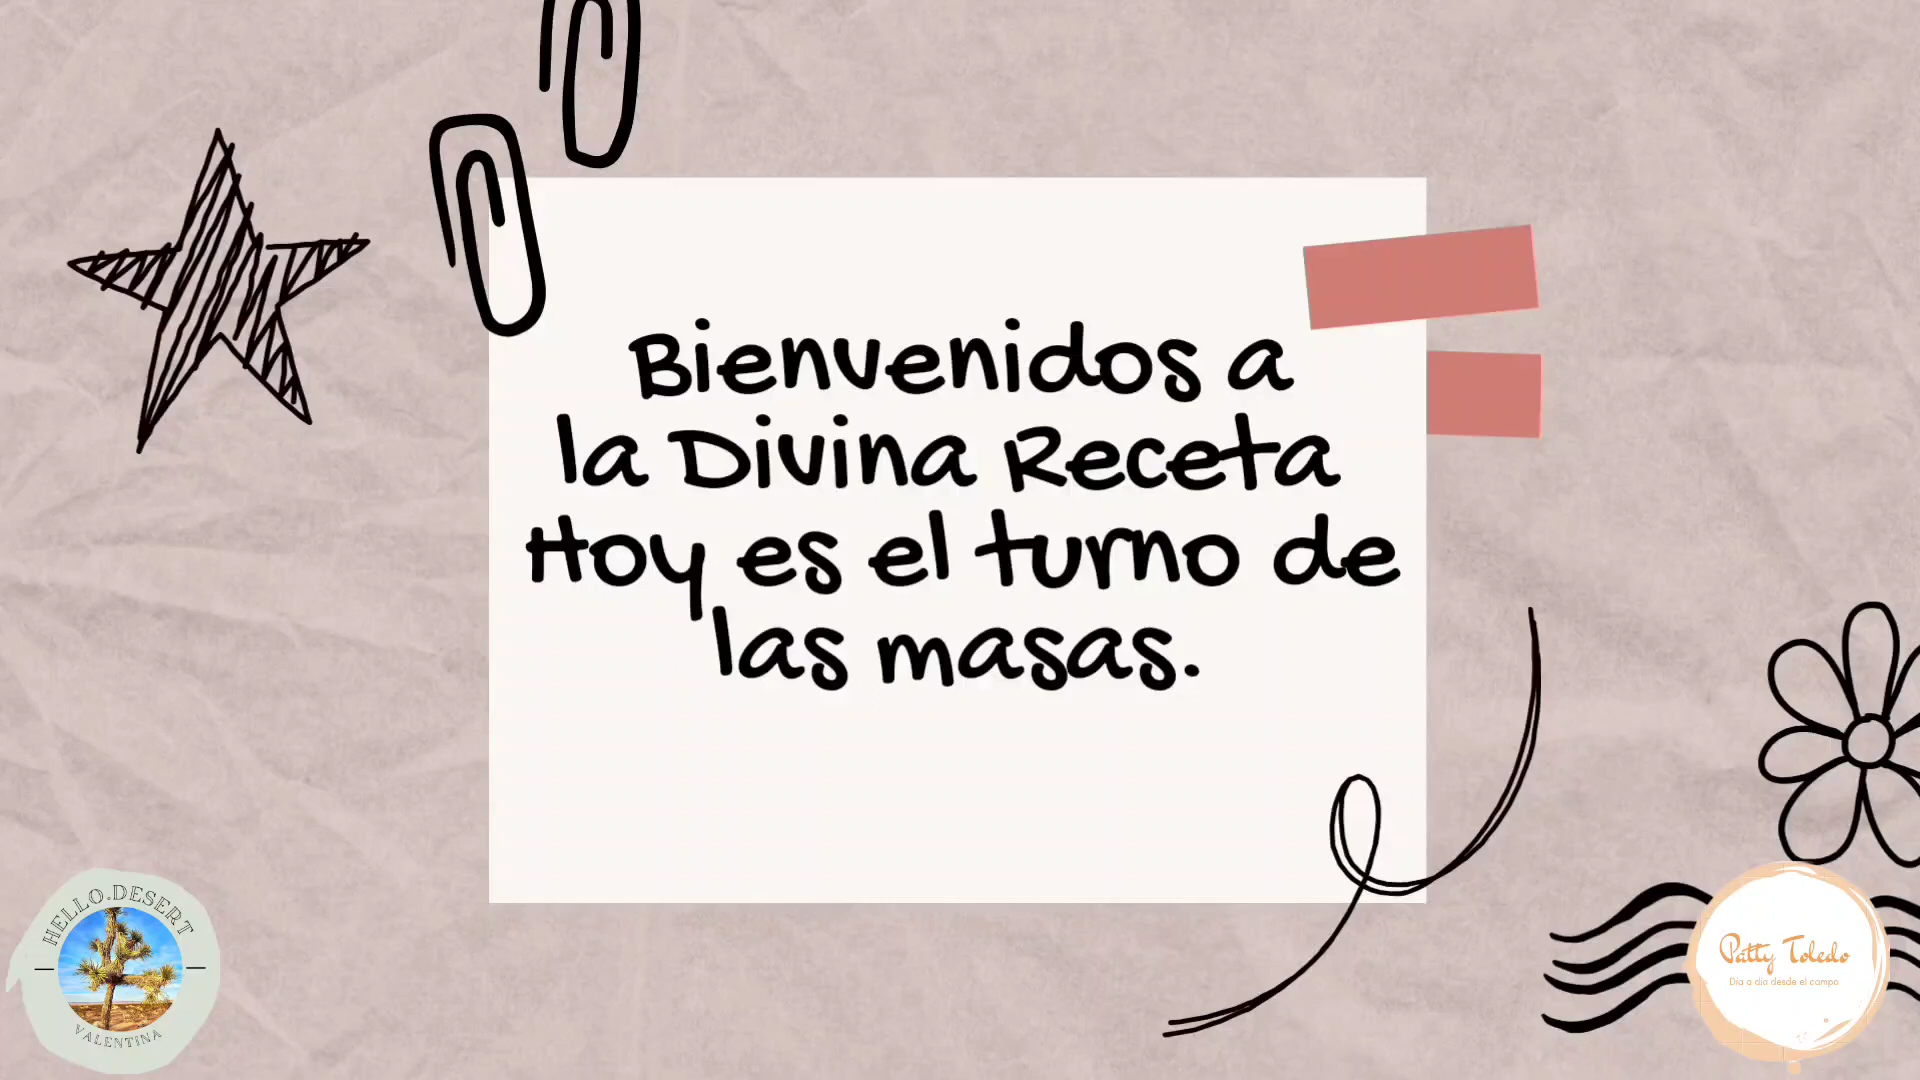 Bienvenidos a
la Divina Receta
Hoy es el turno de
las masas.
HELLO.DESERT
VALENTINA
Patty Toledo
Día a día desde el campo